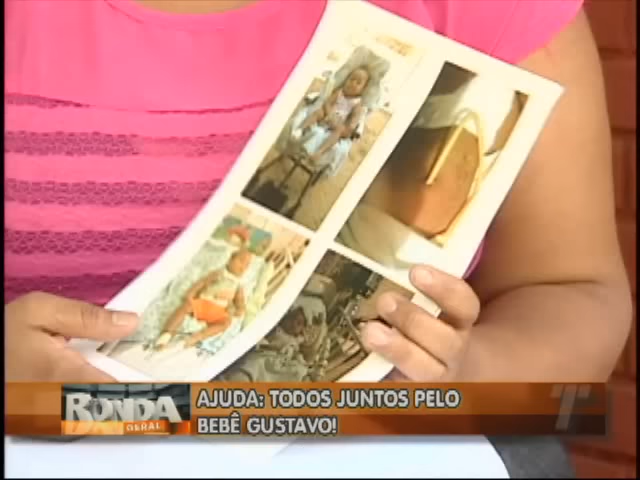 AJUDA: TODOS JUNTOS PELO
BEBÊ GUSTAVO!
RONDA
GERAL